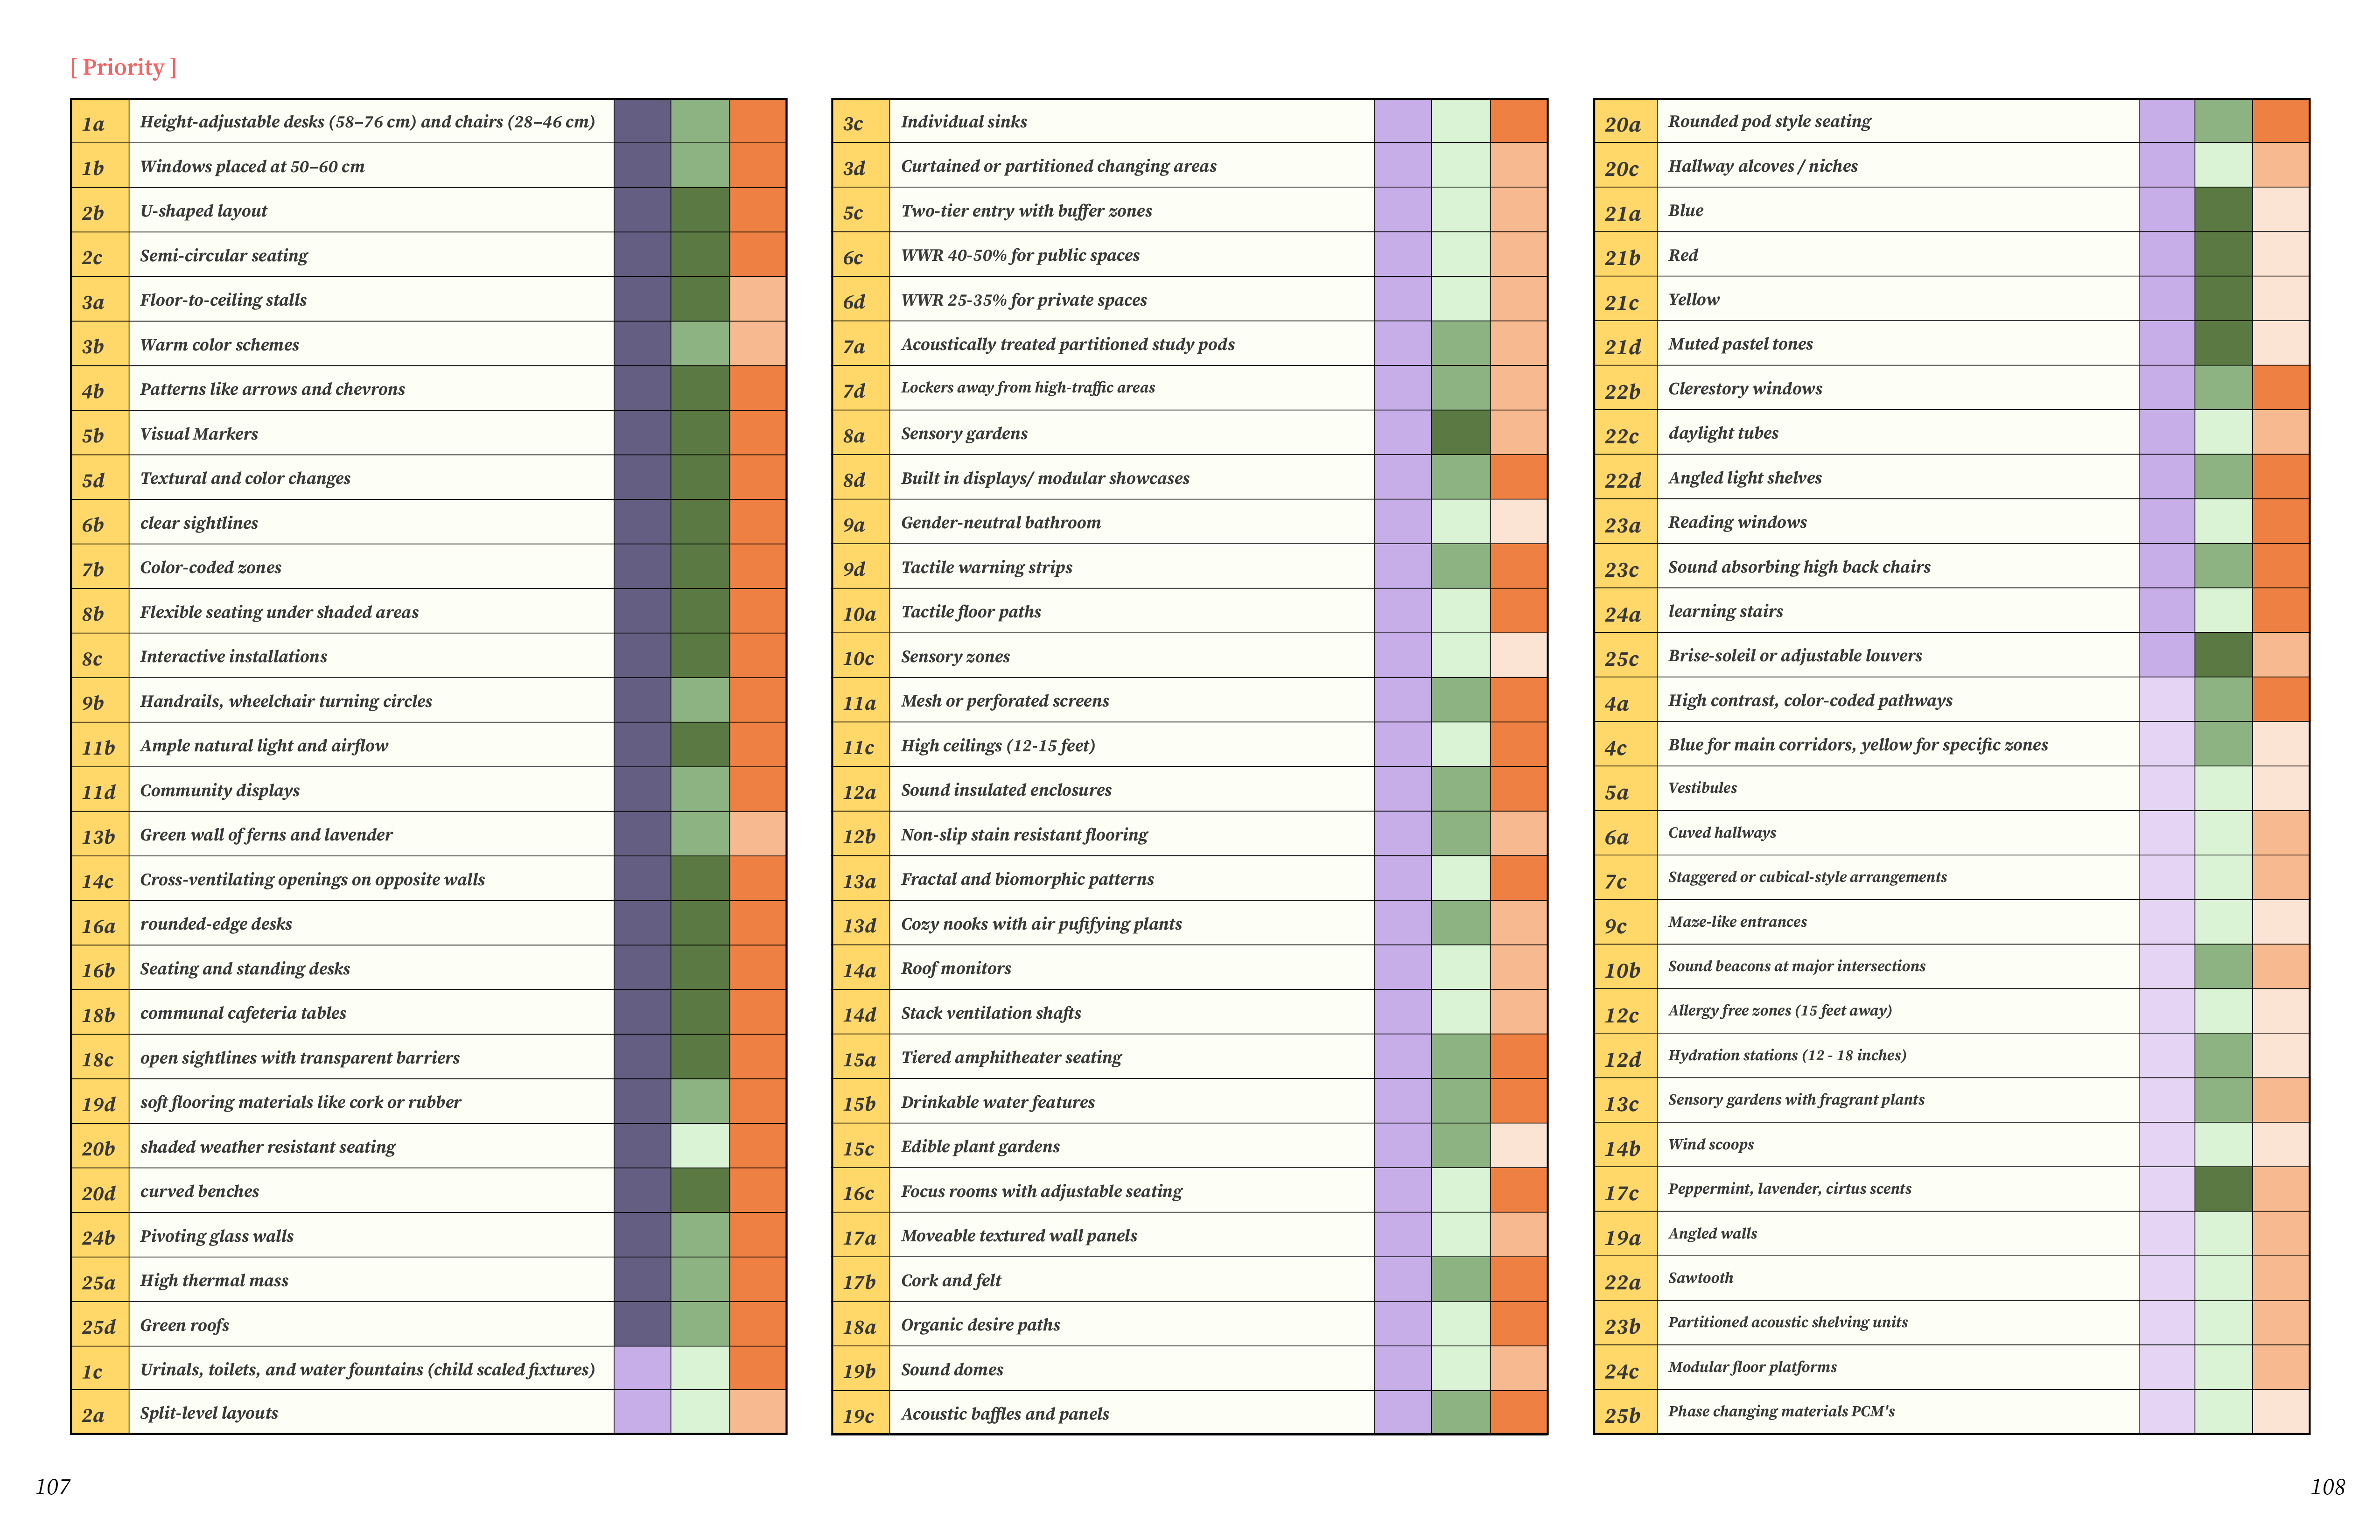 [ Priority ]
1a Height-adjustable desks (58–76 cm) and chairs (28–46 cm)
1b Windows placed at 50–60 cm
2b U-shaped layout
2c Semi-circular seating
3a Floor-to-ceiling stalls
3b Warm color schemes
4b Patterns like arrows and chevrons
5b Visual Markers
5d Textural and color changes
6b clear sightlines
7b Color-coded zones
8b Flexible seating under shaded areas
8c Interactive installations
9b Handrails, wheelchair turning circles
11b Ample natural light and airflow
11d Community displays
13b Green wall of ferns and lavender
14c Cross-ventilating openings on opposite walls
16a rounded-edge desks
16b Seating and standing desks
18b communal cafeteria tables
18c open sightlines with transparent barriers
19d soft flooring materials like cork or rubber
20b shaded weather resistant seating
20d curved benches
24b Pivoting glass walls
25a High thermal mass
25d Green roofs
1c Urinals, toilets, and water fountains (child scaled fixtures)
2a Split-level layouts
3c Individual sinks
3d Curtained or partitioned changing areas
5c Two-tier entry with buffer zones
6c WWR 40-50% for public spaces
6d WWR 25-35% for private spaces
7a Acoustically treated partitioned study pods
7d Lockers away from high-traffic areas
8a Sensory gardens
8d Built in displays/ modular showcases
9a Gender-neutral bathroom
9d Tactile warning strips
10a Tactile floor paths
10c Sensory zones
11a Mesh or perforated screens
11c High ceilings (12-15 feet)
12a Sound insulated enclosures
12b Non-slip stain resistant flooring
13a Fractal and biomorphic patterns
13d Cozy nooks with air pufifying plants
14a Roof monitors
14d Stack ventilation shafts
15a Tiered amphitheater seating
15b Drinkable water features
15c Edible plant gardens
16c Focus rooms with adjustable seating
17a Moveable textured wall panels
17b Cork and felt
18a Organic desire paths
19b Sound domes
19c Acoustic baffles and panels
20a Rounded pod style seating
20c Hallway alcoves / niches
21a Blue
21b Red
21c Yellow
21d Muted pastel tones
22b Clerestory windows
22c daylight tubes
22d Angled light shelves
23a Reading windows
23c Sound absorbing high back chairs
24a learning stairs
25c Brise-soleil or adjustable louvers
4a High contrast, color-coded pathways
4c Blue for main corridors, yellow for specific zones
5a Vestibules
6a Cuved hallways
7c Staggered or cubical-style arrangements
9c Maze-like entrances
10b Sound beacons at major intersections
12c Allergy free zones (15 feet away)
12d Hydration stations (12 - 18 inches)
13c Sensory gardens with fragrant plants
14b Wind scoops
17c Peppermint, lavender, cirtus scents
19a Angled walls
22a Sawtooth
23b Partitioned acoustic shelving units
24c Modular floor platforms
25b Phase changing materials PCM's
107
108